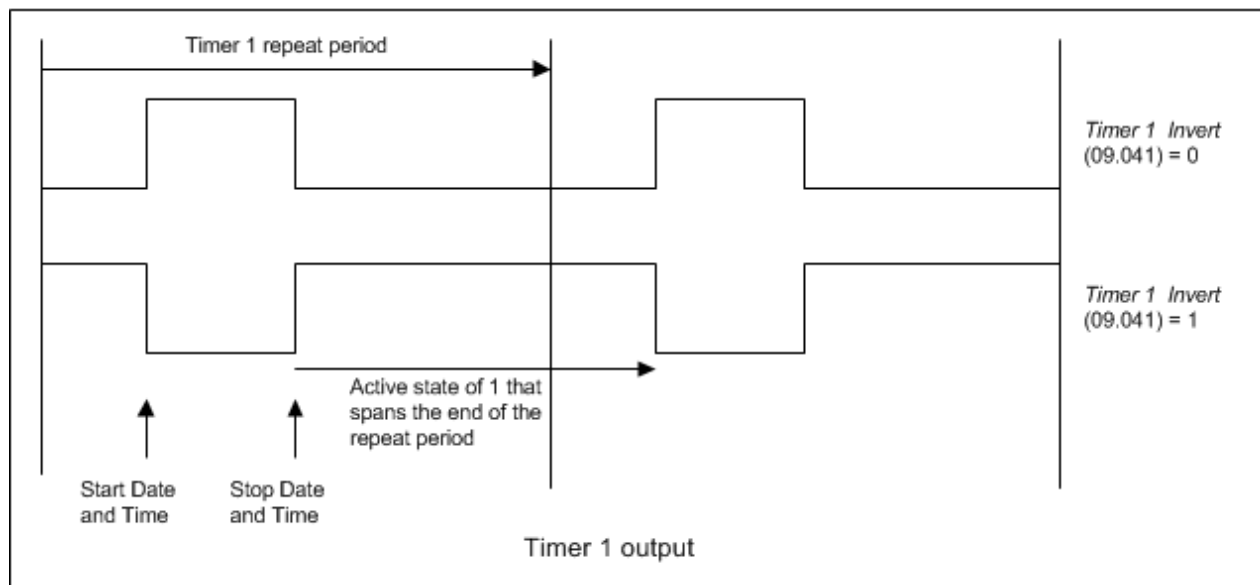 Timer 1 repeat period
Timer 1 Invert
(09.041) = 0
Timer 1 Invert
(09.041) = 1
Active state of 1 that
spans the end of the
repeat period
Start Date
and Time
Stop Date
and Time
Timer 1 output